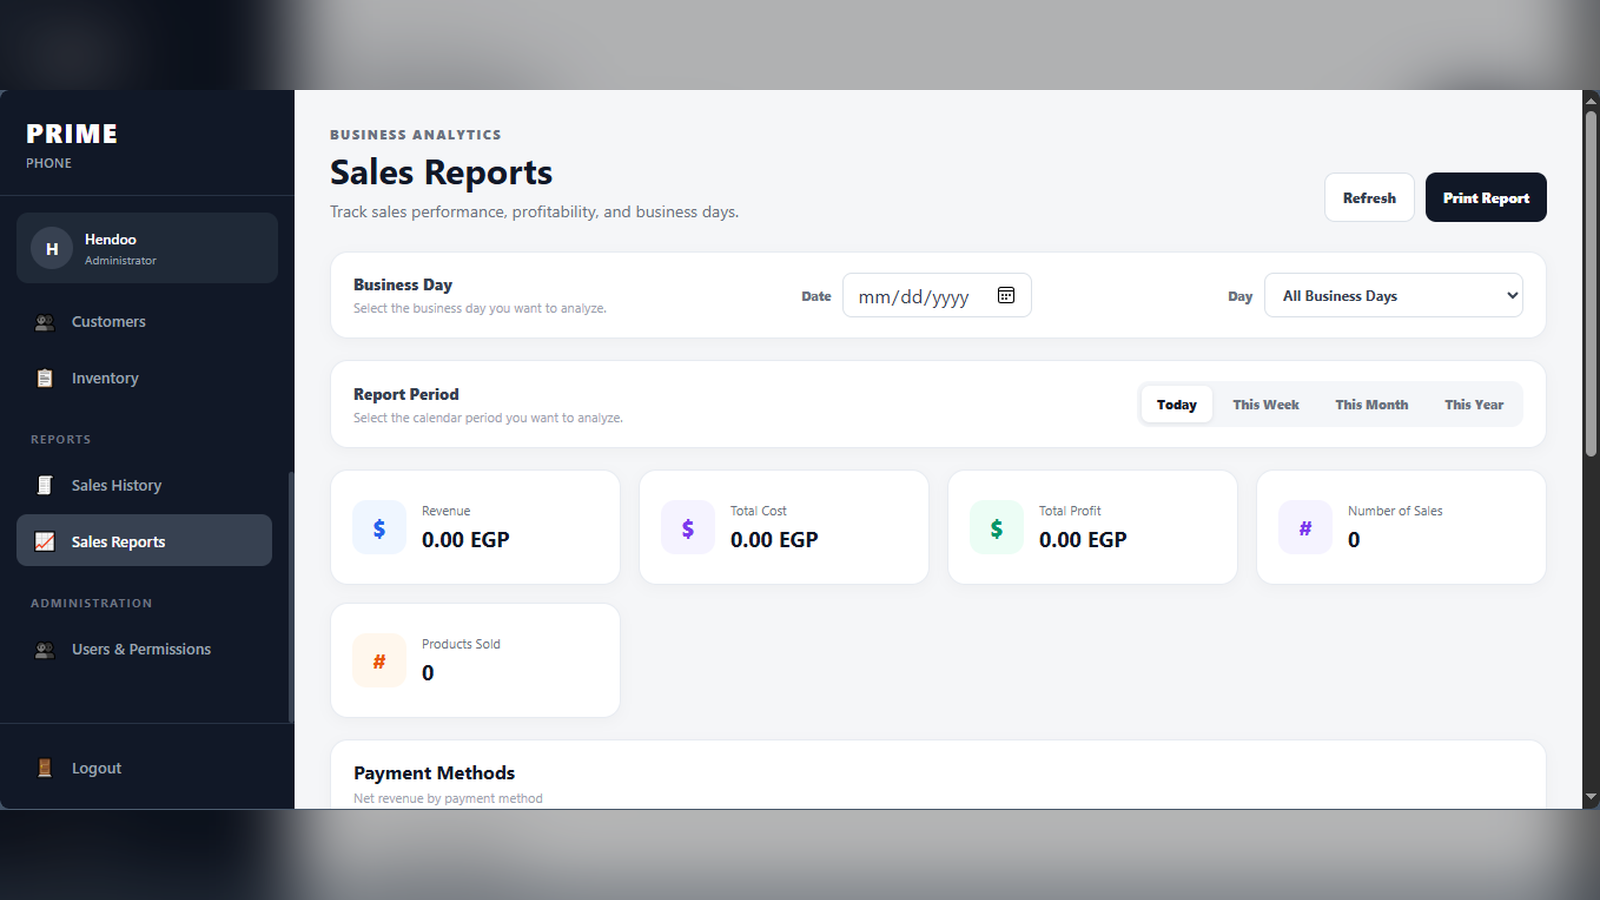 PRIME
PHONE
H
Hendoo
Administrator
Customers
Inventory
REPORTS
Sales History
Sales Reports
ADMINISTRATION
Users & Permissions
Logout
BUSINESS ANALYTICS
Sales Reports
Track sales performance, profitability, and business days.
Refresh
Print Report
Business Day
Select the business day you want to analyze.
Date
mm/dd/yyyy
Day
All Business Days
Report Period
Select the calendar period you want to analyze.
Today
This Week
This Month
This Year
$
Revenue
0.00 EGP
$
Total Cost
0.00 EGP
$
Total Profit
0.00 EGP
#
Number of Sales
0
#
Products Sold
0
Payment Methods
Net revenue by payment method